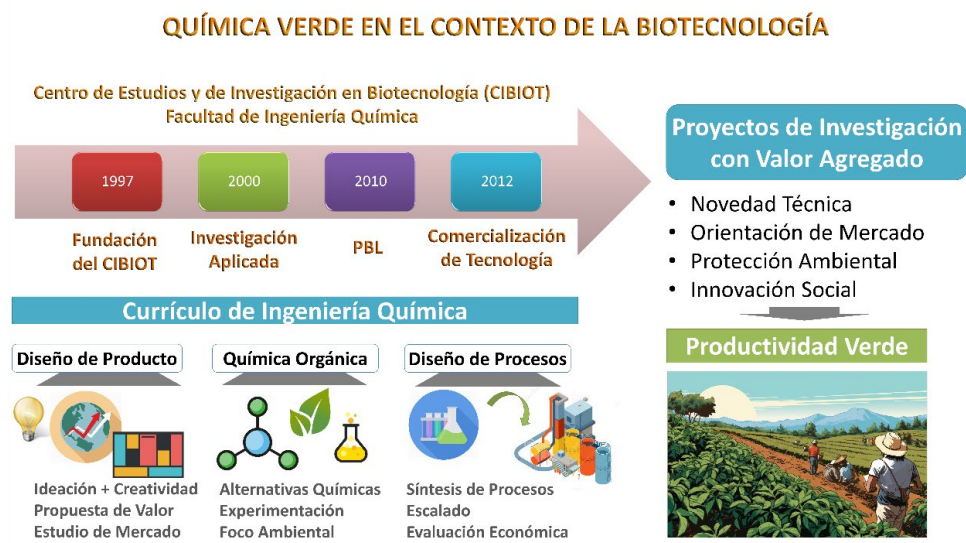 QUÍMICA VERDE EN EL CONTEXTO DE LA BIOTECNOLOGÍA
Centro de Estudios y de Investigación en Biotecnología (CIBIOT)
Facultad de Ingeniería Química
1997
2000
2010
2012
Fundación
del CIBIOT
Investigación
Aplicada
PBL
Comercialización
de Tecnología
Proyectos de Investigación
con Valor Agregado
• Novedad Técnica
• Orientación de Mercado
• Protección Ambiental
• Innovación Social
Productividad Verde
Currículo de Ingeniería Química
Diseño de Producto
Ideación + Creatividad
Propuesta de Valor
Estudio de Mercado
Química Orgánica
Alternativas Químicas
Experimentación
Foco Ambiental
Diseño de Procesos
Síntesis de Procesos
Escalado
Evaluación Económica